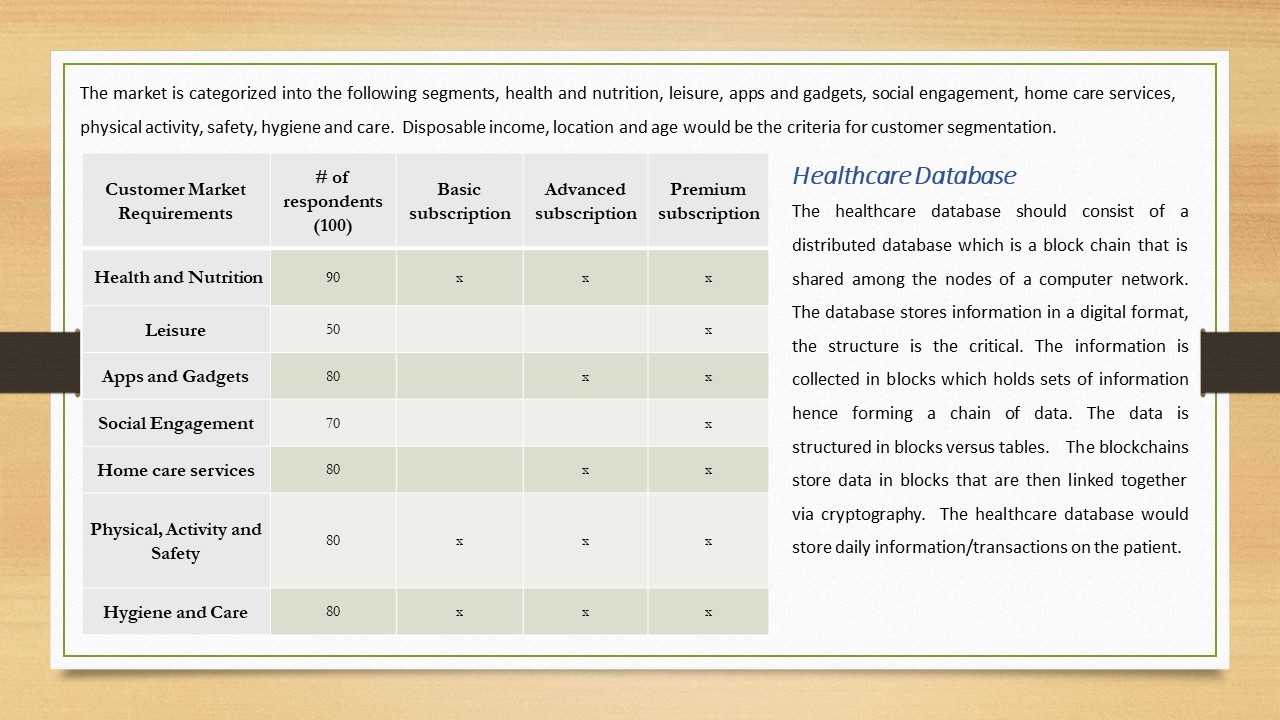 The market is categorized into the following segments, health and nutrition, leisure, apps and gadgets, social engagement, home care services,
physical activity, safety, hygiene and care. Disposable income, location and age would be the criteria for customer segmentation.
Customer Market Requirements | # of respondents (100) | Basic subscription | Advanced subscription | Premium subscription
Health and Nutrition 90 x x x
Leisure 50 x
Apps and Gadgets 80 x x
Social Engagement 70 x
Home care services 80 x x
Physical, Activity and Safety 80 x x x
Hygiene and Care 80 x x x
Healthcare Database
The healthcare database should consist of a
distributed database which is a block chain that is
shared among the nodes of a computer network.
The database stores information in a digital format,
the structure is the critical. The information is
collected in blocks which holds sets of information
hence forming a chain of data. The data is
structured in blocks versus tables. The blockchains
store data in blocks that are then linked together
via cryptography. The healthcare database would
store daily information/transactions on the patient.